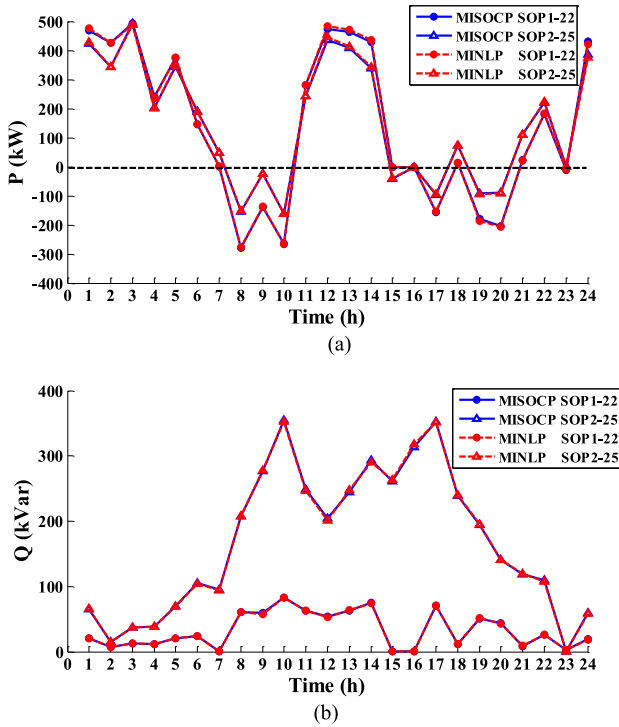 500
400
300
200
100
0
-100
-200
-300
-400
P (kW)
MISOCP SOP1-22
MISOCP SOP2-25
MINLP SOP1-22
MINLP SOP2-25
0 1 2 3 4 5 6 7 8 9 10 11 12 13 14 15 16 17 18 19 20 21 22 23 24
Time (h)
(a)
400
300
200
100
0
Q (kVar)
MISOCP SOP1-22
MISOCP SOP2-25
MINLP SOP1-22
MINLP SOP2-25
0 1 2 3 4 5 6 7 8 9 10 11 12 13 14 15 16 17 18 19 20 21 22 23 24
Time (h)
(b)